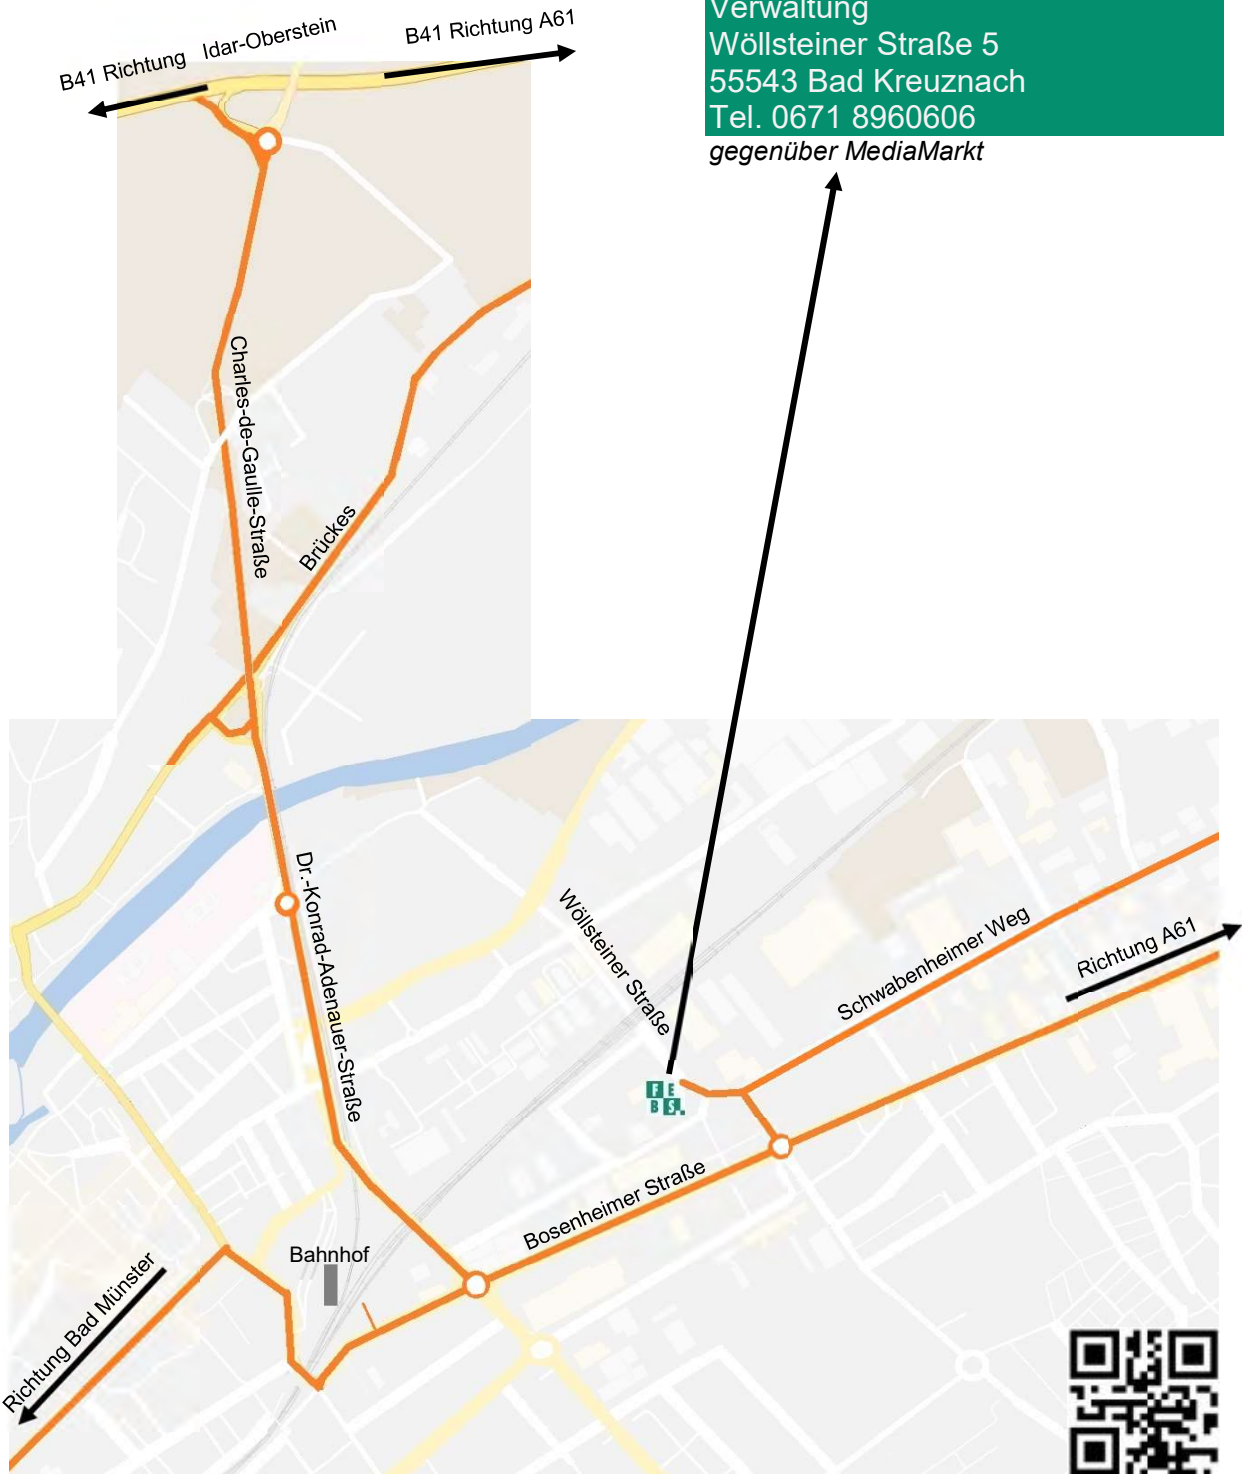 Verwaltung
Wöllsteiner Straße 5
55543 Bad Kreuznach
Tel. 0671 8960606
gegenüber MediaMarkt
B41 Richtung Idar-Oberstein
B41 Richtung A61
Charles-de-Gaulle-Straße
Brückes
Dr.-Konrad-Adenauer-Straße
Wöllsteiner Straße
Schwabenheimer Weg
Richtung A61
F E
B S.
Bosenheimer Straße
Bahnhof
Richtung Bad Münster